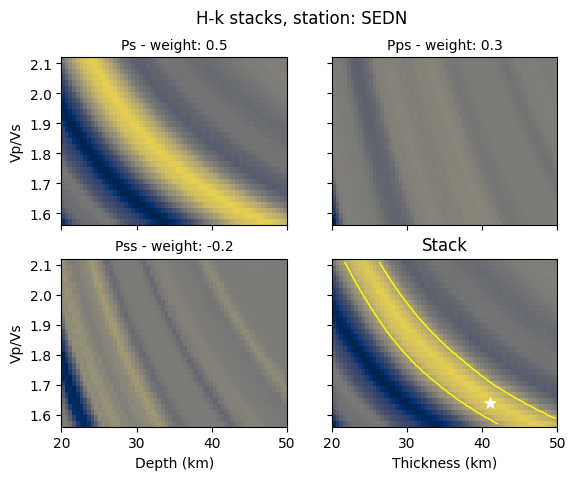 H-k stacks, station: SEDN
Ps - weight: 0.5
Pps - weight: 0.3
2.1
2.0
1.9
1.8
1.7
1.6
Vp/Vs
Pss - weight: -0.2
Stack
2.1
2.0
1.9
1.8
1.7
1.6
Vp/Vs
20 30 40 50
20 30 40 50
Depth (km)
Thickness (km)